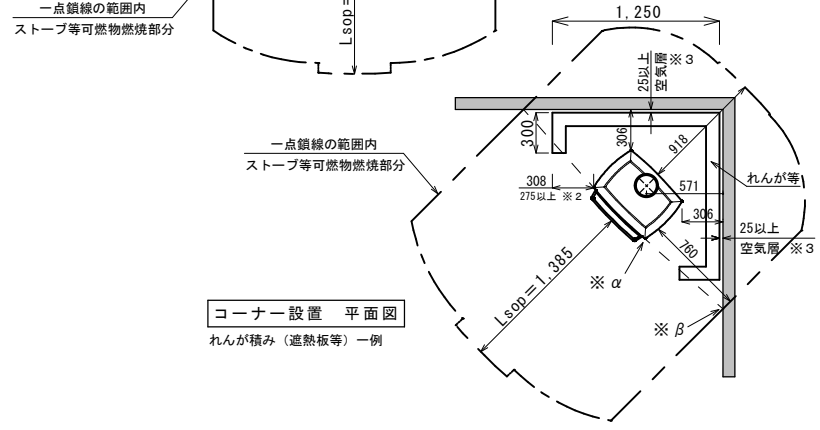 一点鎖線の範囲内
ストーブ等可燃物燃焼部分
Lsop=
1,250
25以上
空気層 ※3
300
306
918
一点鎖線の範囲内
ストーブ等可燃物燃焼部分
308
275以上 ※2
571
れんが等
306
25以上
空気層 ※3
760
Lsop=1,385
※α
※β
コーナー設置 平面図
れんが積み（遮熱板等）一例